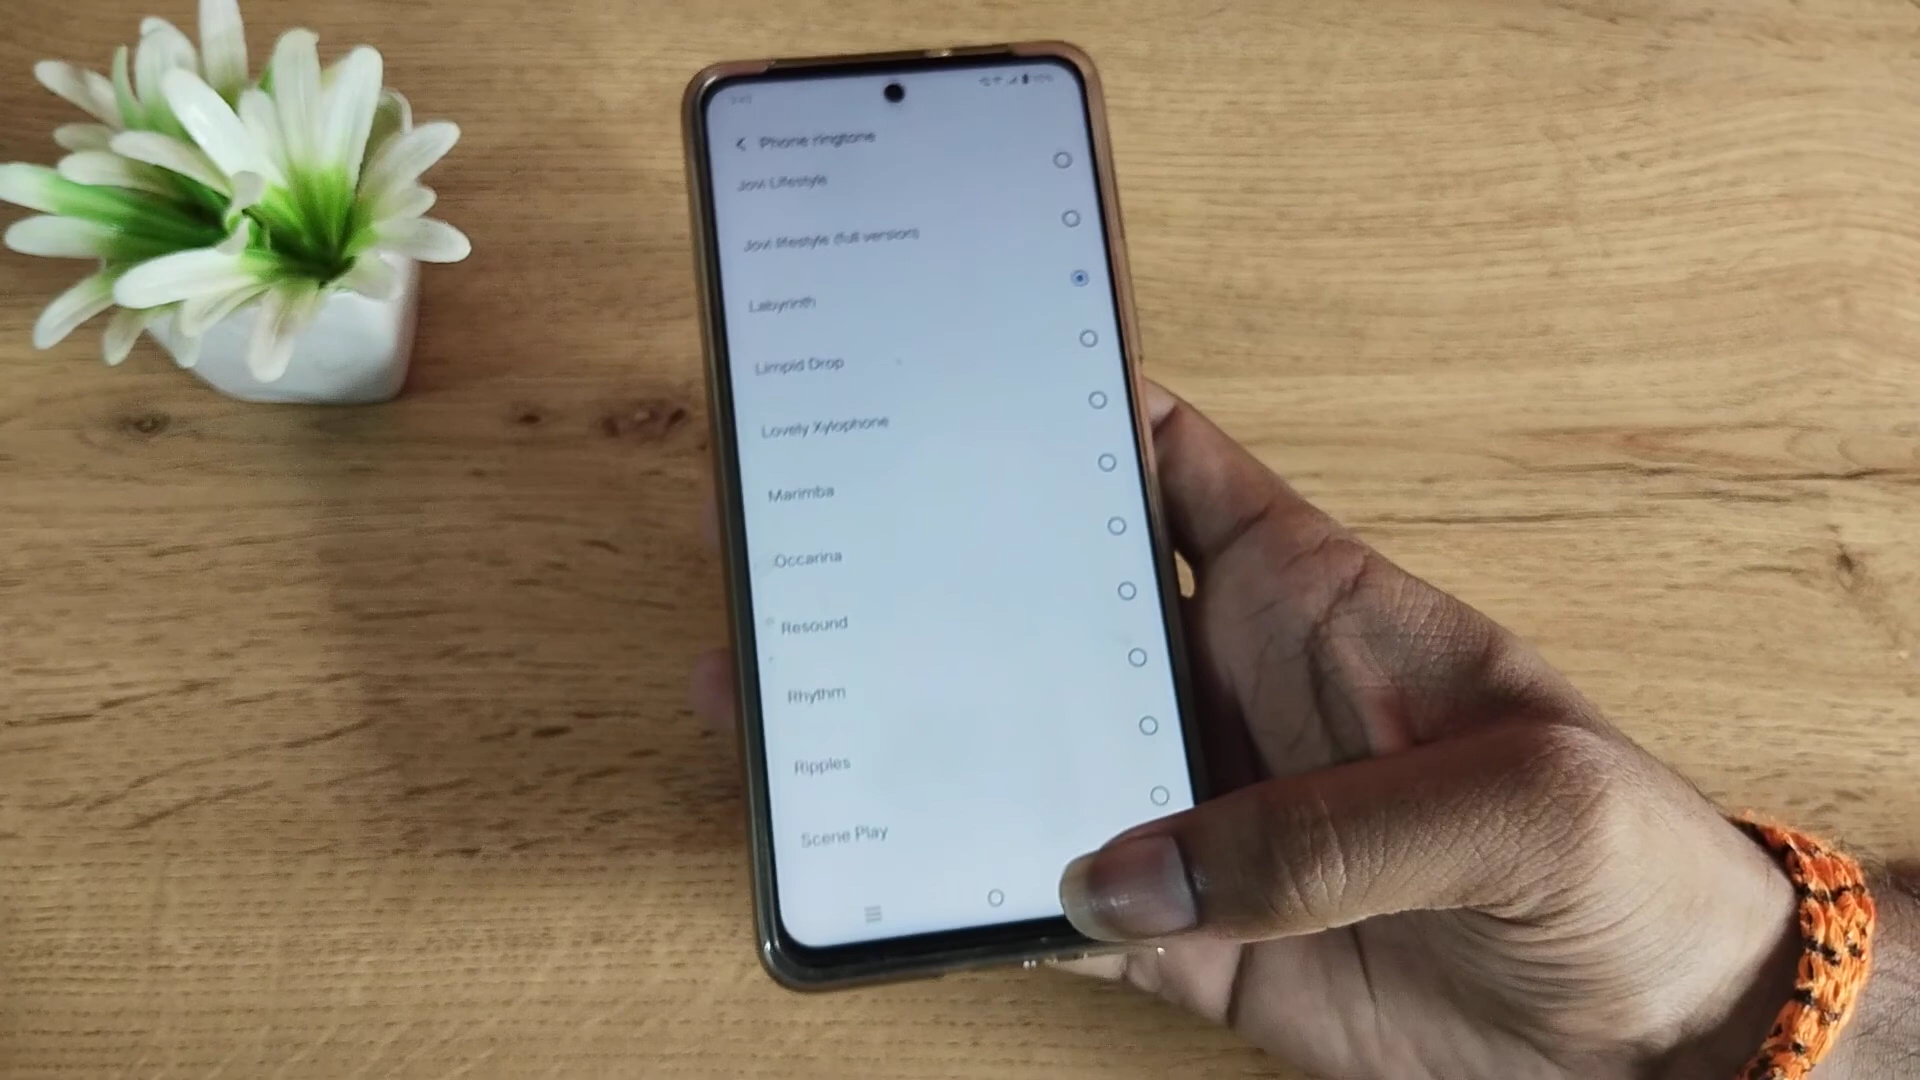 Phone ringtone
Jovi Lifestyle
Jovi lifestyle (full version)
Labyrinth
Limpid Drop
Lovely Xylophone
Marimba
Occarina
Resound
Rhythm
Ripples
Scene Play